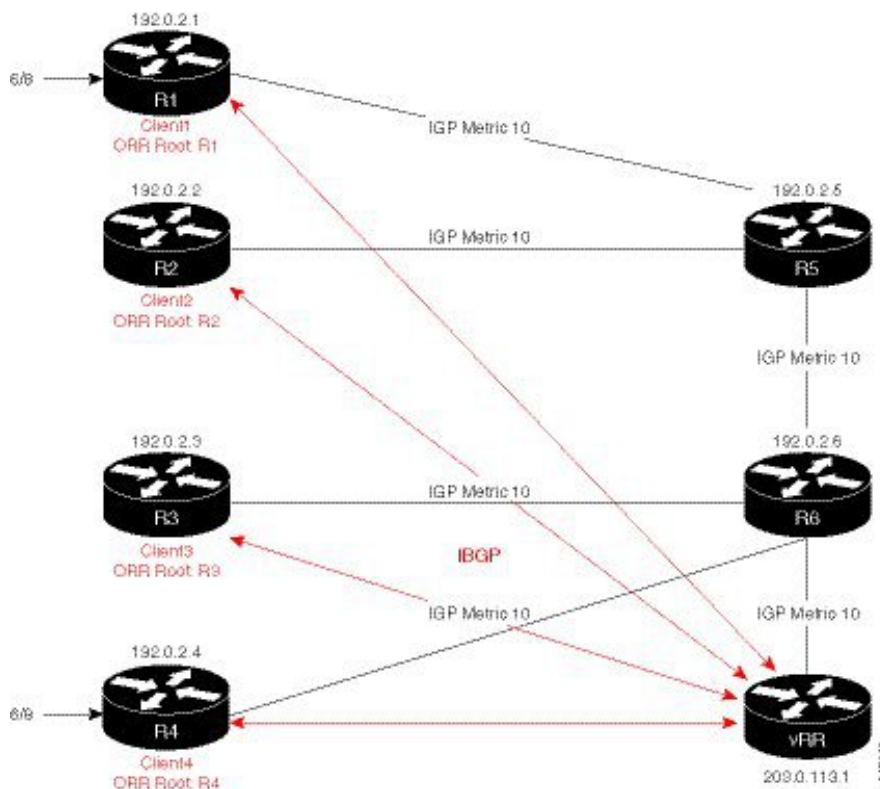 192.0.2.1
6/8
R1
Client1
ORR Root: R1
IGP Metric 10
192.0.2.2
192.0.2.5
IGP Metric 10
R2
R5
Client2
ORR Root: R2
IGP Metric 10
192.0.2.3
192.0.2.6
IGP Metric 10
R3
R6
Client3
ORR Root: R3
IBGP
IGP Metric 10
IGP Metric 10
192.0.2.4
6/8
R4
vRR
Client4
ORR Root: R4
203.0.113.1